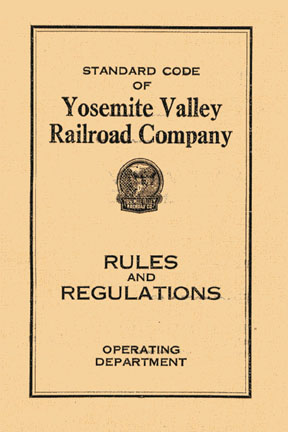 STANDARD CODE
OF
Yosemite Valley
Railroad Company
RULES
AND
REGULATIONS
OPERATING
DEPARTMENT